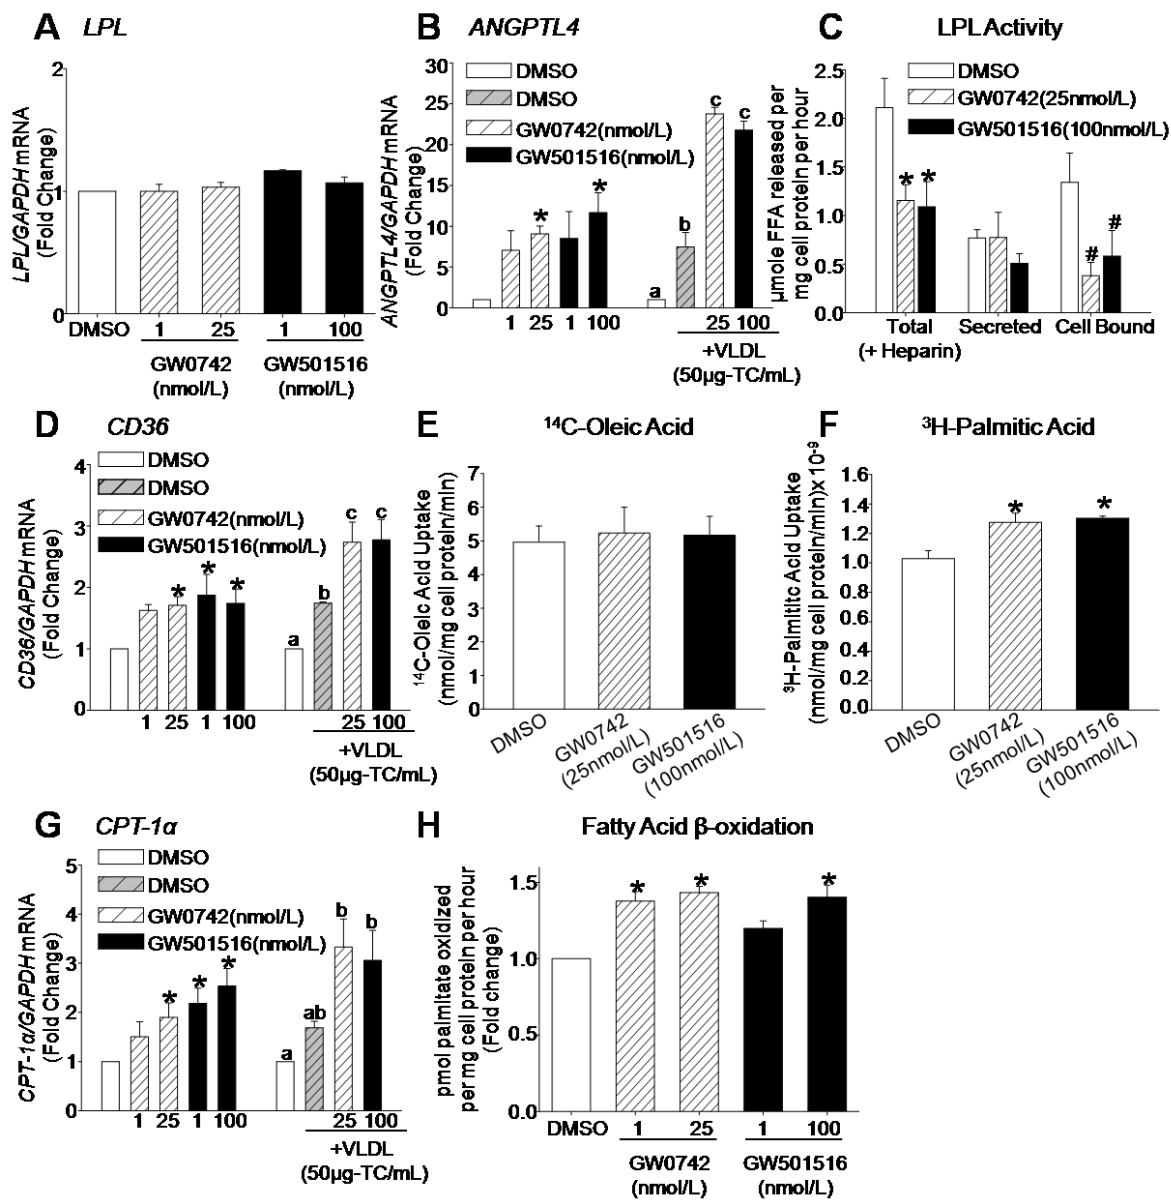 A LPL
LPL/GAPDH mRNA
(Fold Change)
2
1
0
DMSO 1 25 1 100
GW0742
(nmol/L)
GW501516
(nmol/L)
B ANGPTL4
ANGPTL4/GAPDH mRNA
(Fold Change)
30
25
20
15
10
5
0
DMSO
DMSO
GW0742(nmol/L)
GW501516(nmol/L)
* * a b c c
1 25 1 100 25 100
+VLDL
(50µg-TC/mL)
C LPL Activity
µmole FFA released per
mg cell protein per hour
2.5
2.0
1.5
1.0
0.5
0.0
DMSO
GW0742(25nmol/L)
GW501516(100nmol/L)
* * # #
Total
(+ Heparin)
Secreted
Cell Bound
D CD36
CD36/GAPDH mRNA
(Fold Change)
4
3
2
1
0
DMSO
DMSO
GW0742(nmol/L)
GW501516(nmol/L)
* * * a b c c
1 25 1 100 25 100
+VLDL
(50µg-TC/mL)
E ¹⁴C-Oleic Acid
¹⁴C-Oleic Acid Uptake
(nmol/mg cell protein/min)
7
6
5
4
3
2
1
0
DMSO
GW0742
(25nmol/L)
GW501516
(100nmol/L)
F ³H-Palmitic Acid
³H-Palmititc Acid Uptake
(nmol/mg cell protein/min)x 10⁻⁹
1.6
1.4
1.2
1.0
0.8
0.6
0.4
0.2
0.0
* *
DMSO
GW0742
(25nmol/L)
GW501516
(100nmol/L)
G CPT-1α
CPT-1α/GAPDH mRNA
(Fold Change)
5
4
3
2
1
0
DMSO
DMSO
GW0742(nmol/L)
GW501516(nmol/L)
* * * a ab b b
1 25 1 100 25 100
+VLDL
(50µg-TC/mL)
H Fatty Acid β-oxidation
pmol palmitate oxidized
per mg cell protein per hour
(Fold change)
1.5
1.0
0.5
0.0
* * *
DMSO 1 25 1 100
GW0742
(nmol/L)
GW501516
(nmol/L)